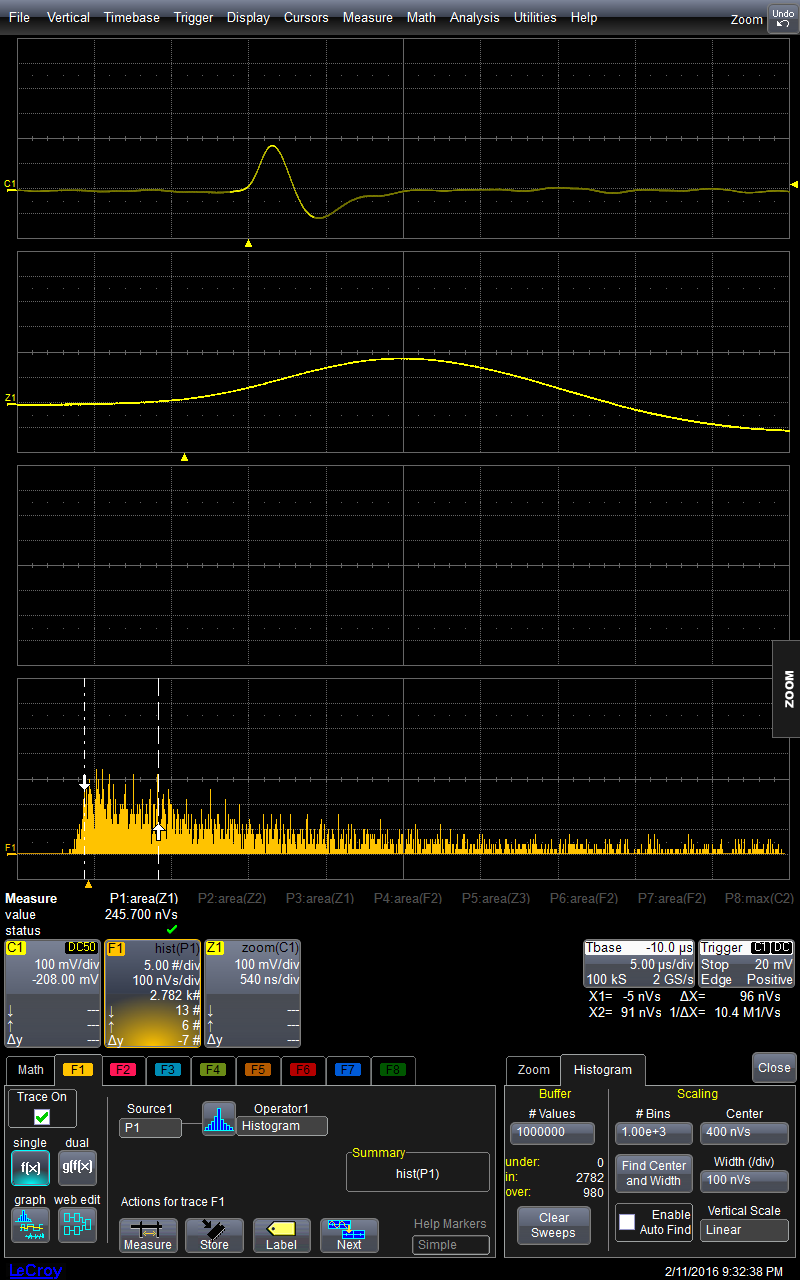 File Vertical Timebase Trigger Display Cursors Measure Math Analysis Utilities Help Zoom Undo
C1
Z1
ZOOM
F1
Measure P1:area(Z1) P2:area(Z2) P3:area(Z1) P4:area(F2) P5:area(Z3) P6:area(F2) P7:area(F2) P8:max(C2)
value 245.700 nVs
status
C1 DC50
100 mV/div
-208.00 mV
---
---
Δy ---
F1 hist(P1)
5.00 #/div
100 nVs/div
2.782 k#
↓ 13 #
↑ 6 #
Δy -7 #
Z1 zoom(C1)
100 mV/div
540 ns/div
---
---
Δy ---
Tbase -10.0 µs
5.00 µs/div
100 kS 2 GS/s
Trigger C1 DC
Stop 20 mV
Edge Positive
X1= -5 nVs ΔX= 96 nVs
X2= 91 nVs 1/ΔX= 10.4 M1/Vs
Math F1 F2 F3 F4 F5 F6 F7 F8
Trace On
single dual
f(x) g(f(x))
graph web edit
Source1 Operator1
P1 Histogram
Summary
hist(P1)
Actions for trace F1
Measure Store Label Next
Help Markers
Simple
Zoom Histogram Close
Buffer
# Values
1000000
under: 0
in: 2782
over: 980
Clear
Sweeps
Scaling
# Bins Center
1.00e+3 400 nVs
Find Center
and Width
Width (/div)
100 nVs
Enable
Auto Find
Vertical Scale
Linear
LeCroy 2/11/2016 9:32:38 PM